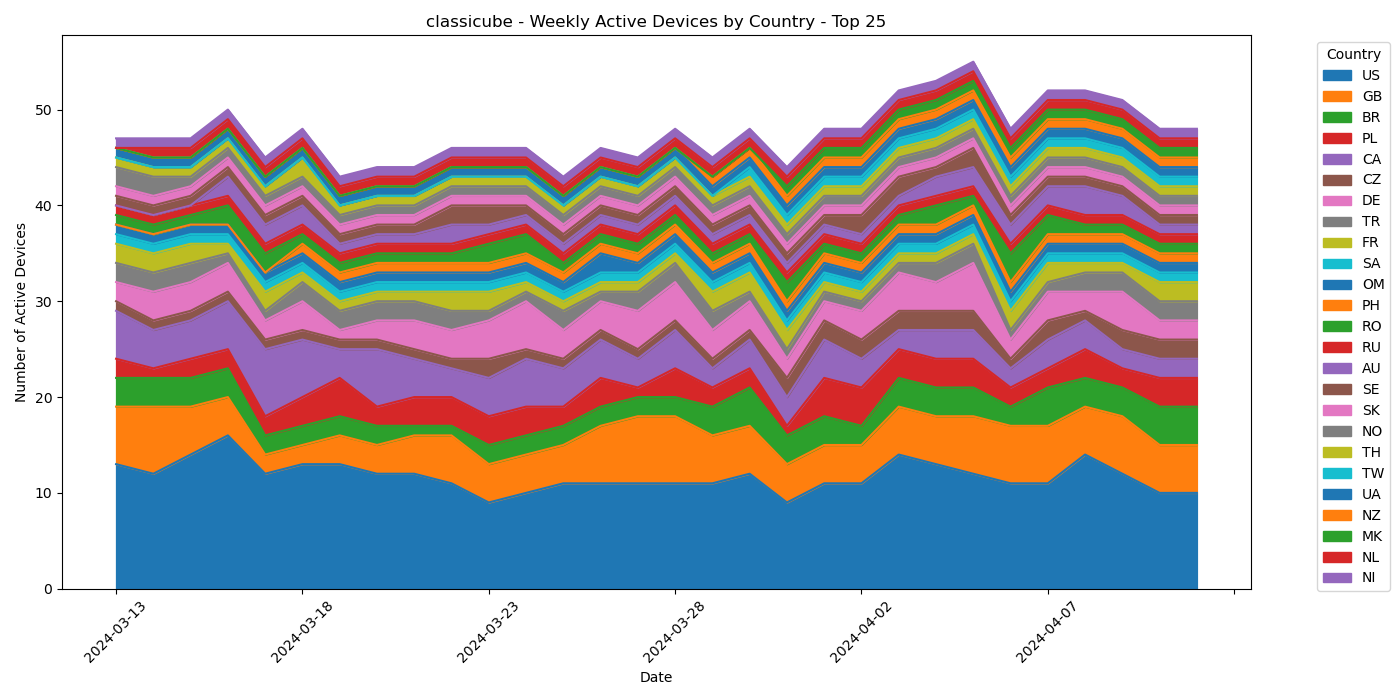 classicube - Weekly Active Devices by Country - Top 25
Number of Active Devices
50
40
30
20
10
0
2024-03-13
2024-03-18
2024-03-23
2024-03-28
2024-04-02
2024-04-07
Date
Country
US
GB
BR
PL
CA
CZ
DE
TR
FR
SA
OM
PH
RO
RU
AU
SE
SK
NO
TH
TW
UA
NZ
MK
NL
NI